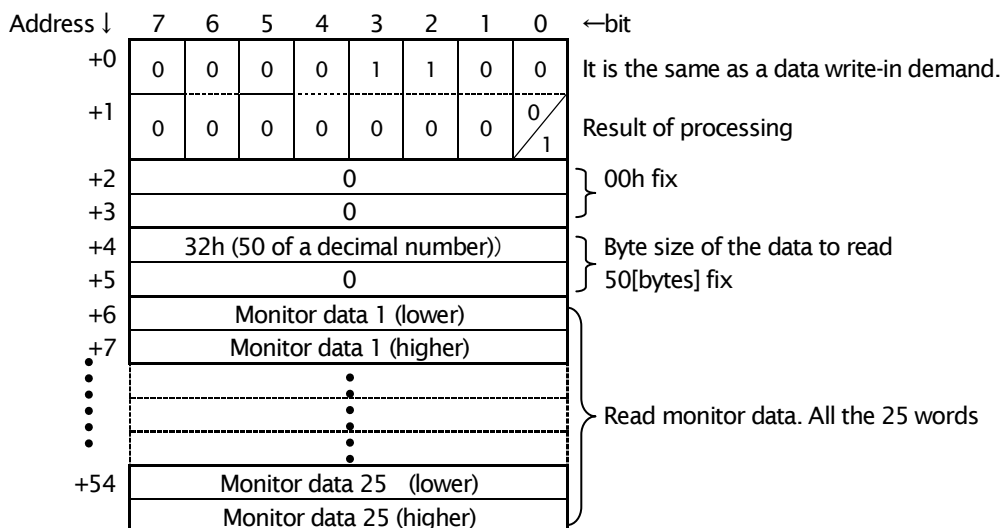 Address ↓ 7 6 5 4 3 2 1 0 ←bit
+0 0 0 0 0 1 1 0 0 It is the same as a data write-in demand.
+1 0 0 0 0 0 0 0 0/1 Result of processing
+2 0 00h fix
+3 0
+4 32h (50 of a decimal number)) Byte size of the data to read
+5 0 50[bytes] fix
+6 Monitor data 1 (lower)
+7 Monitor data 1 (higher)
Read monitor data. All the 25 words
+54 Monitor data 25 (lower)
Monitor data 25 (higher)